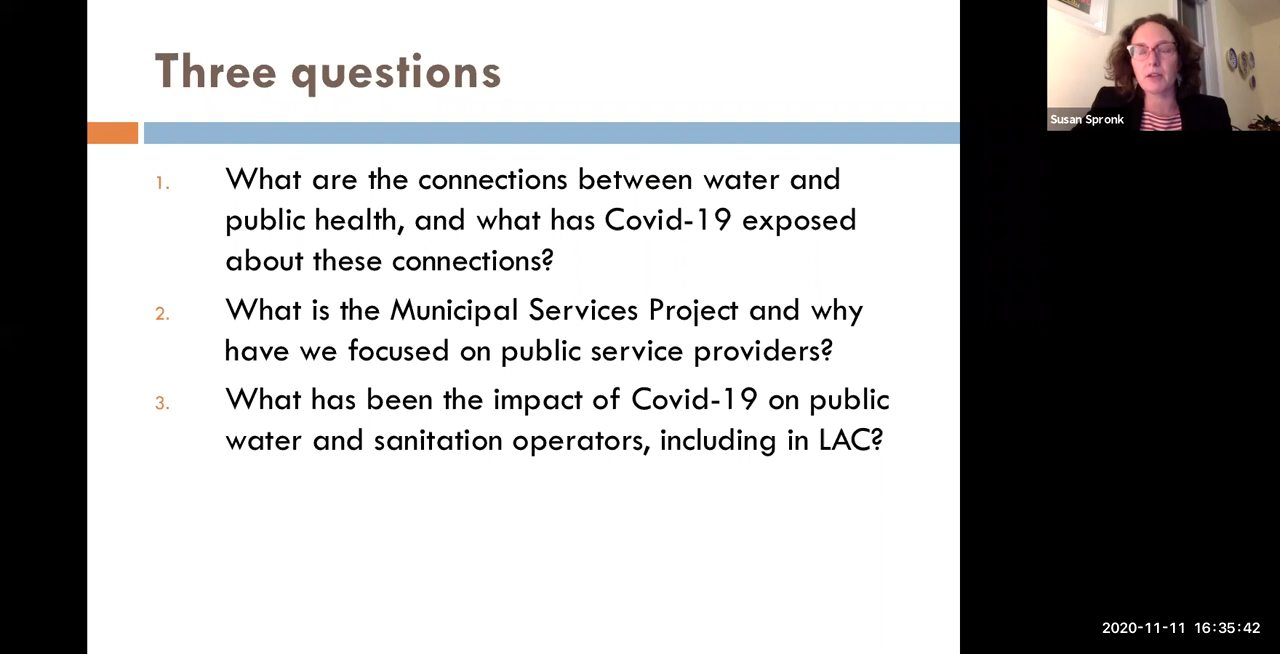 Three questions
1. What are the connections between water and
public health, and what has Covid-19 exposed
about these connections?
2. What is the Municipal Services Project and why
have we focused on public service providers?
3. What has been the impact of Covid-19 on public
water and sanitation operators, including in LAC?
Susan Spronk
2020-11-11 16:35:42